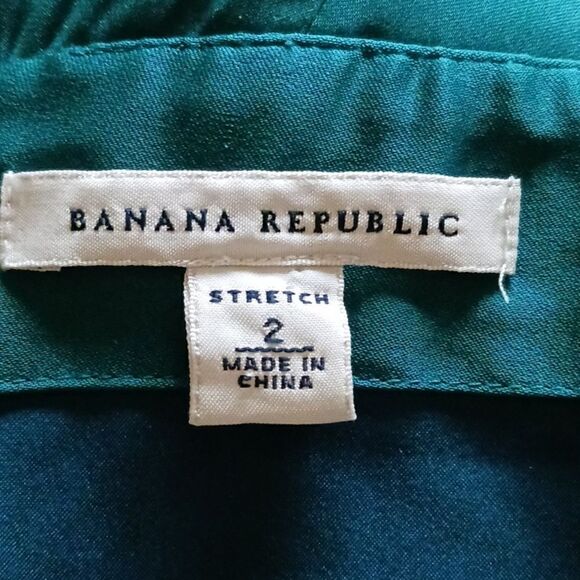 BANANA REPUBLIC
STRETCH
2
MADE IN
CHINA